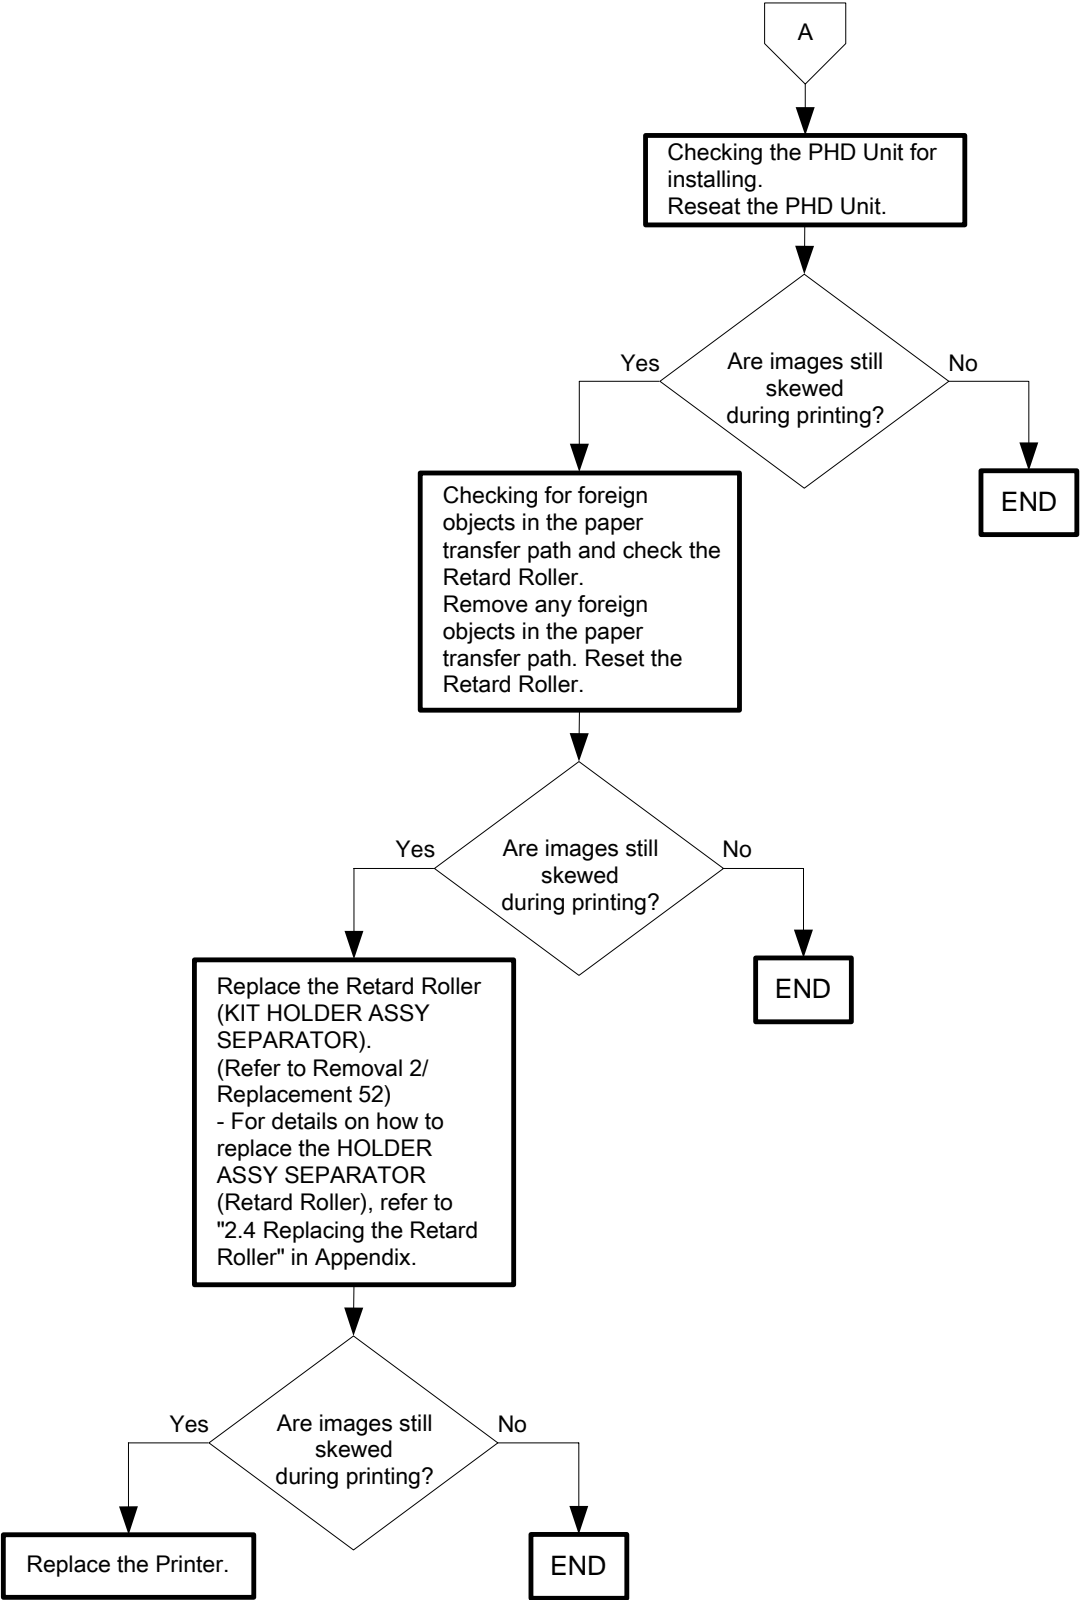 A
Checking the PHD Unit for
installing.
Reseat the PHD Unit.
Yes
Are images still
skewed
during printing?
No
END
Checking for foreign
objects in the paper
transfer path and check the
Retard Roller.
Remove any foreign
objects in the paper
transfer path. Reset the
Retard Roller.
Yes
Are images still
skewed
during printing?
No
END
Replace the Retard Roller
(KIT HOLDER ASSY
SEPARATOR).
(Refer to Removal 2/
Replacement 52)
- For details on how to
replace the HOLDER
ASSY SEPARATOR
(Retard Roller), refer to
"2.4 Replacing the Retard
Roller" in Appendix.
Yes
Are images still
skewed
during printing?
No
Replace the Printer.
END